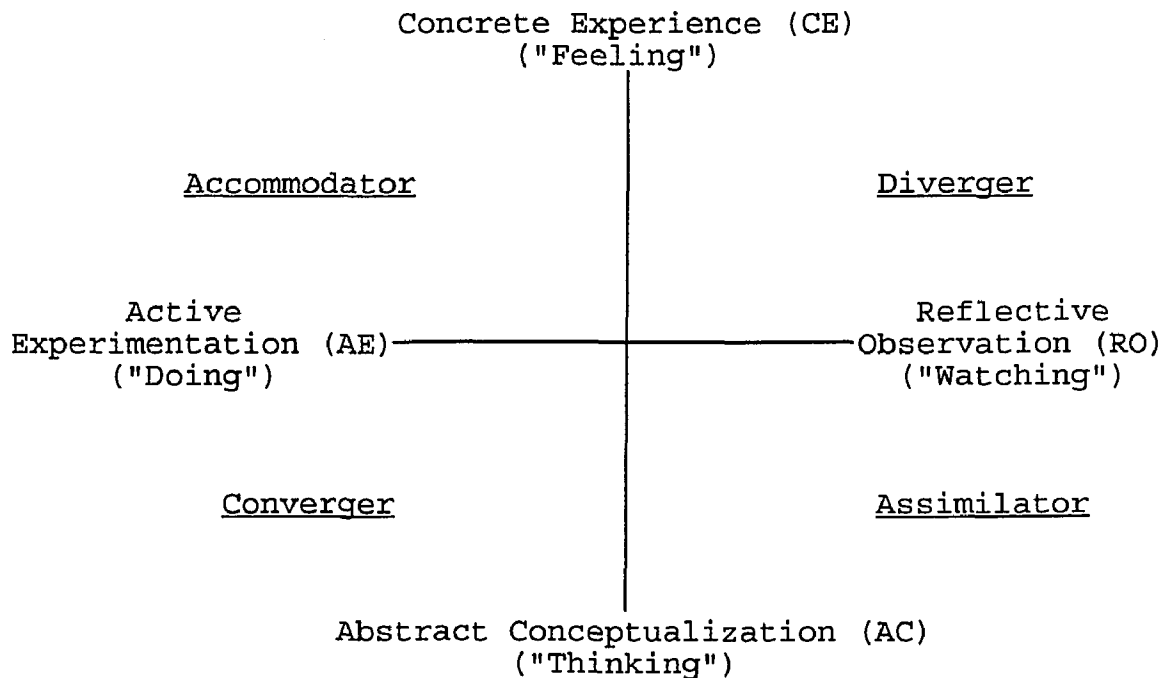 Concrete Experience (CE)
("Feeling")
Accommodator
Diverger
Active
Experimentation (AE)
("Doing")
Reflective
Observation (RO)
("Watching")
Converger
Assimilator
Abstract Conceptualization (AC)
("Thinking")